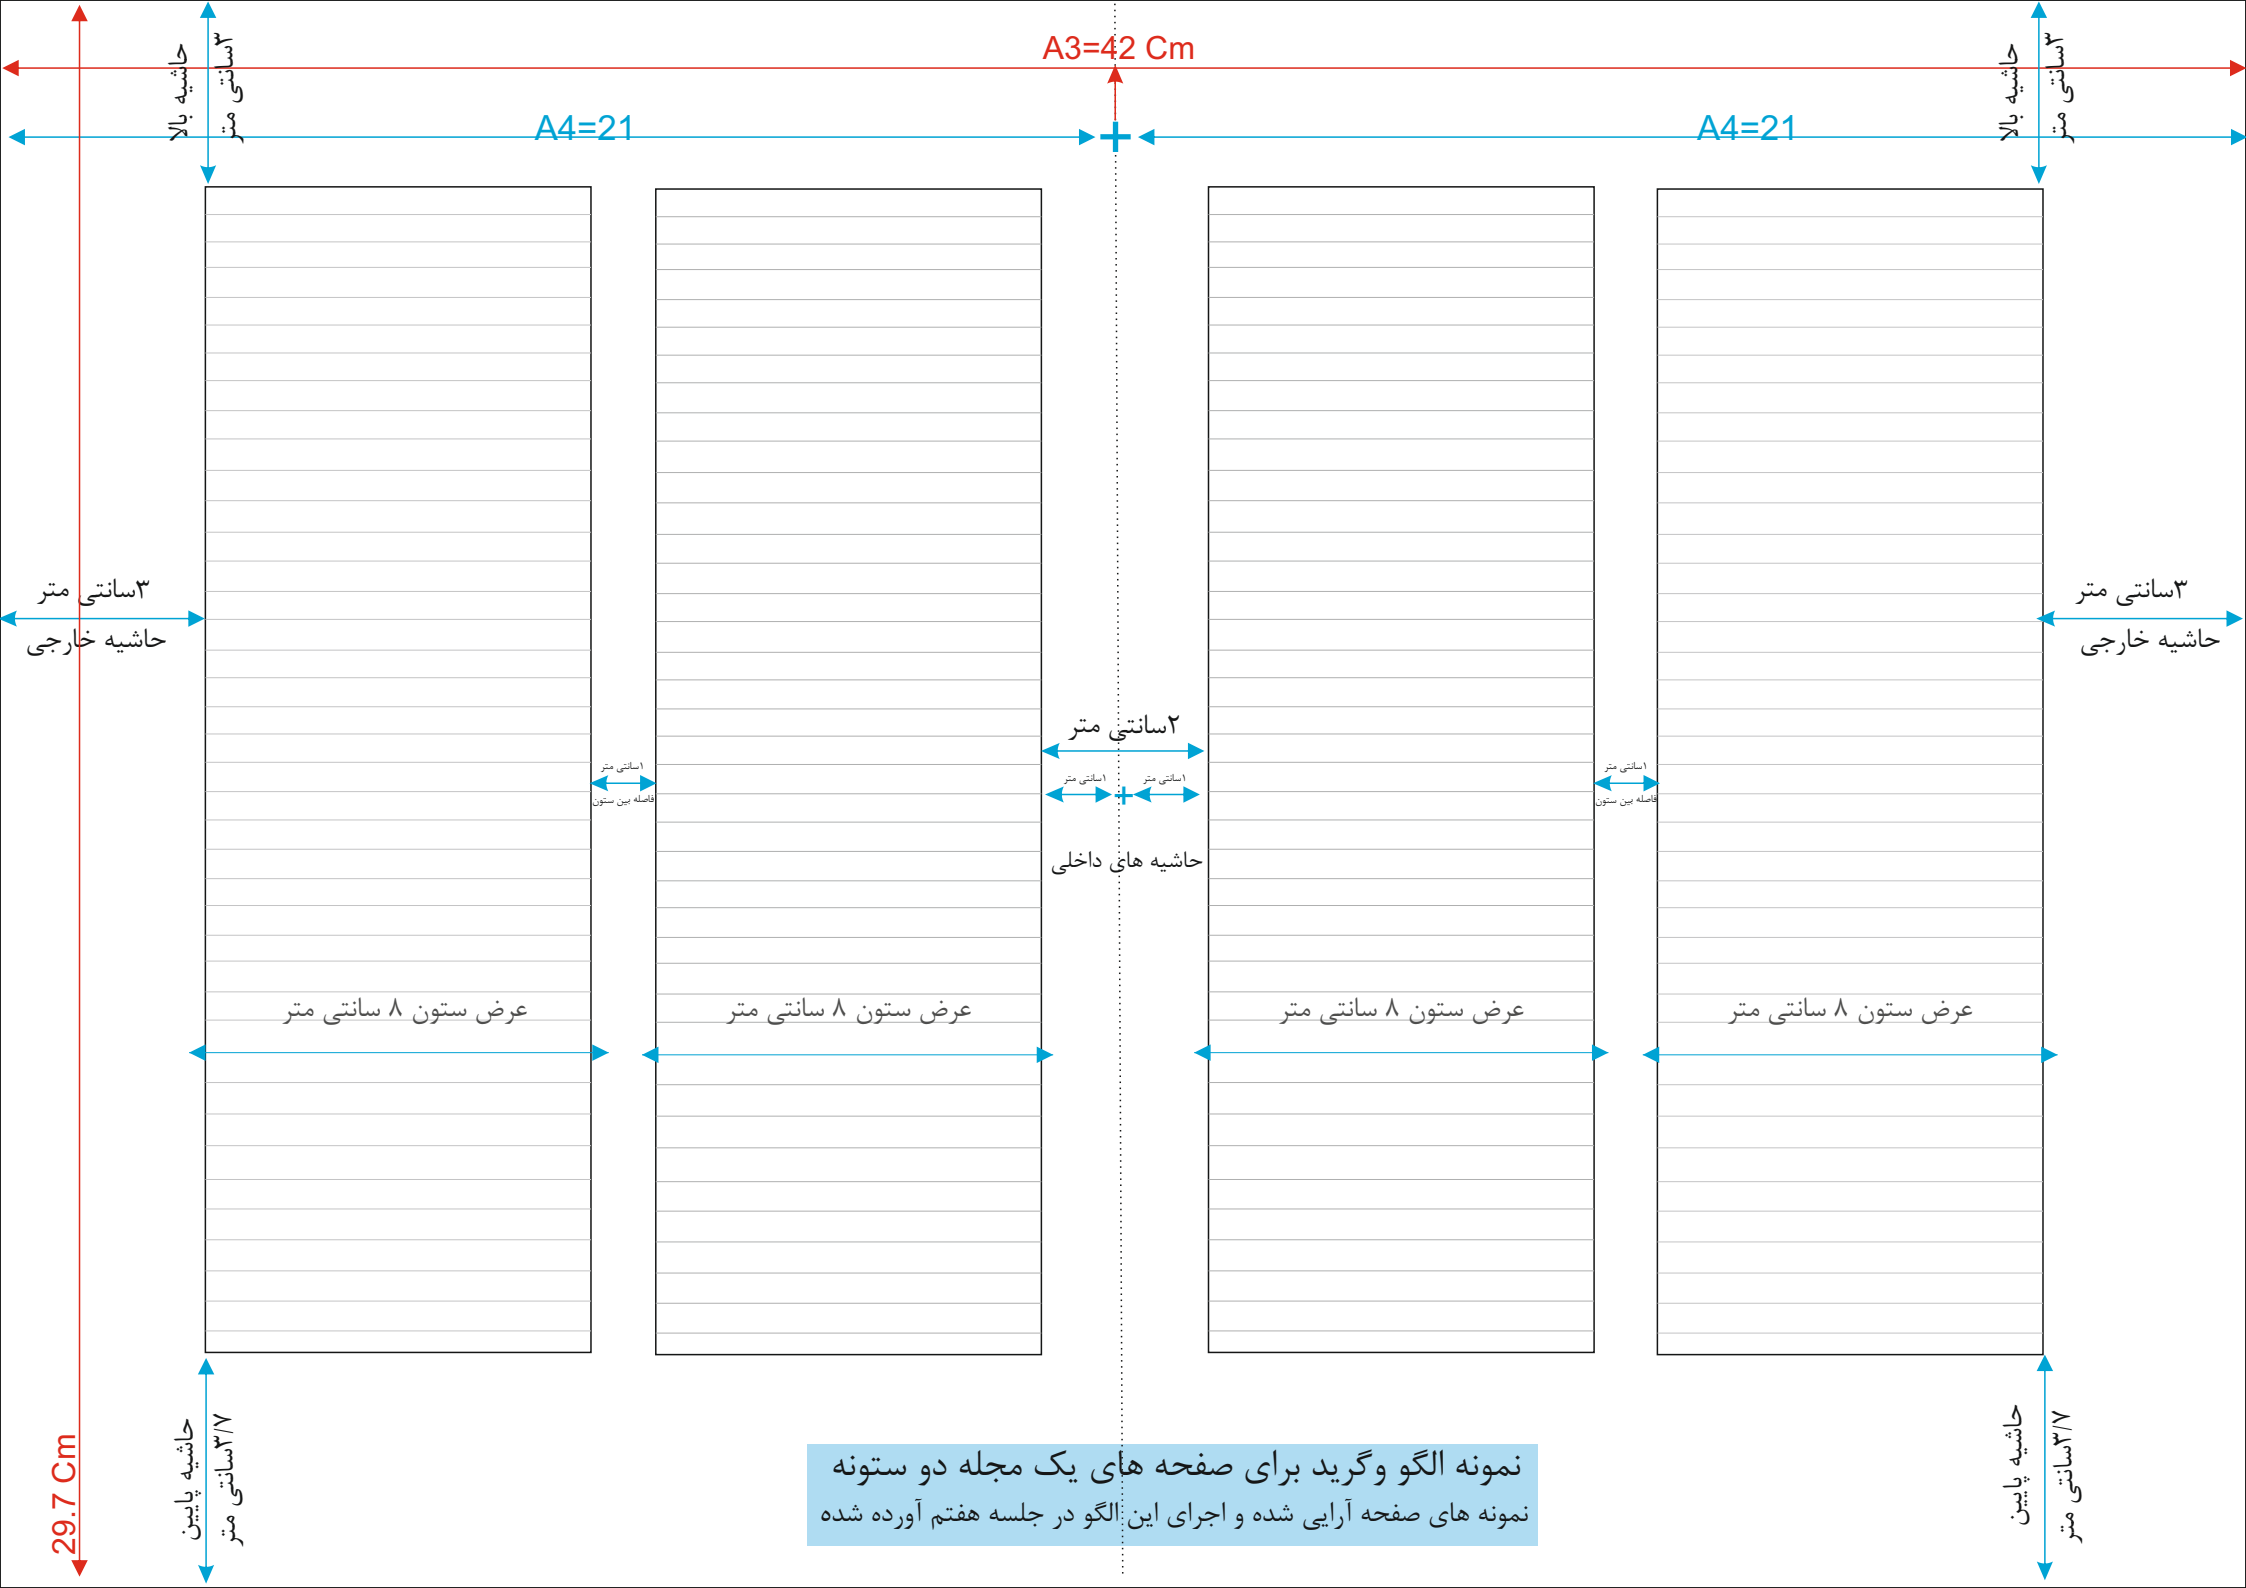 A3=42 Cm
A4=21
A4=21
حاشیه بالا
۳سانتی متر
حاشیه بالا
۳سانتی متر
۳سانتی متر
حاشیه خارجی
۳سانتی متر
حاشیه خارجی
۲سانتی متر
۱سانتی متر
۱سانتی متر
حاشیه های داخلی
۱سانتی متر
فاصله بین ستون
۱سانتی متر
فاصله بین ستون
عرض ستون ۸ سانتی متر
عرض ستون ۸ سانتی متر
عرض ستون ۸ سانتی متر
عرض ستون ۸ سانتی متر
حاشیه پایین
۳/۷سانتی متر
حاشیه پایین
۳/۷سانتی متر
29.7 Cm
نمونه الگو وگرید برای صفحه های یک مجله دو ستونه
نمونه های صفحه آرایی شده و اجرای این الگو در جلسه هفتم آورده شده